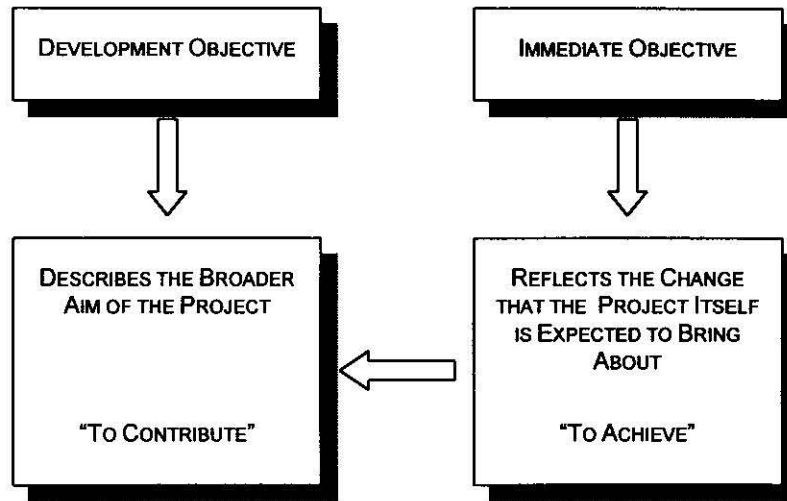 DEVELOPMENT OBJECTIVE
IMMEDIATE OBJECTIVE
DESCRIBES THE BROADER
AIM OF THE PROJECT
"TO CONTRIBUTE"
REFLECTS THE CHANGE
THAT THE PROJECT ITSELF
IS EXPECTED TO BRING
ABOUT
"TO ACHIEVE"